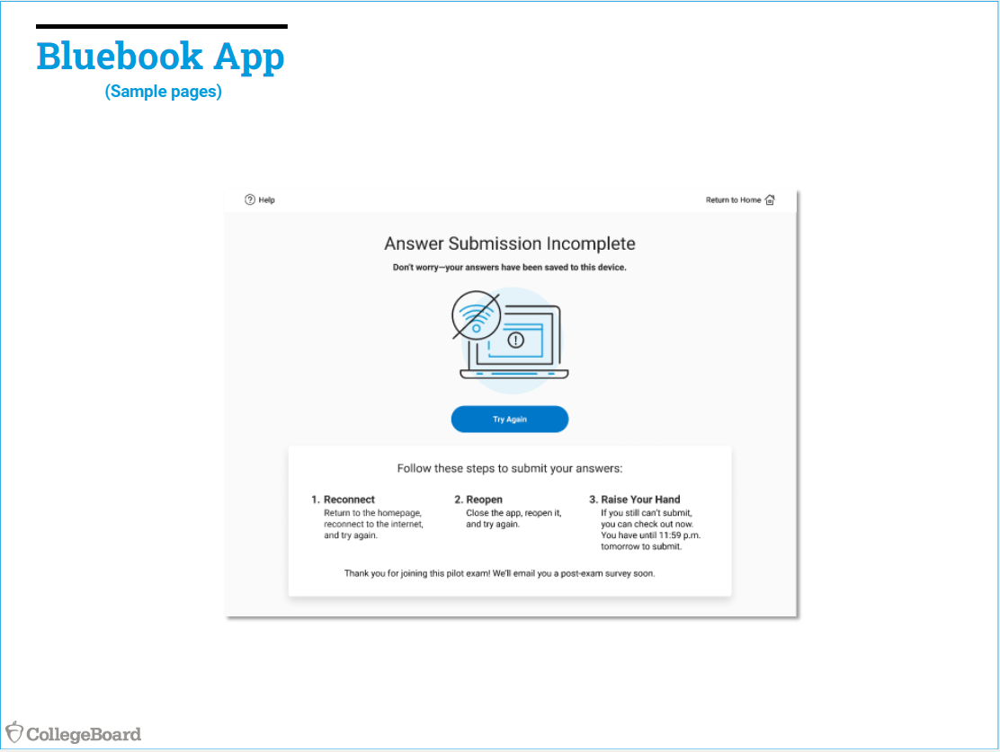 Bluebook App
(Sample pages)
? Help
Return to Home
Answer Submission Incomplete
Don't worry—your answers have been saved to this device.
!
Try Again
Follow these steps to submit your answers:
1. Reconnect
Return to the homepage,
reconnect to the internet,
and try again.
2. Reopen
Close the app, reopen it,
and try again.
3. Raise Your Hand
If you still can't submit,
you can check out now.
You have until 11:59 p.m.
tomorrow to submit.
Thank you for joining this pilot exam! We'll email you a post-exam survey soon.
CollegeBoard